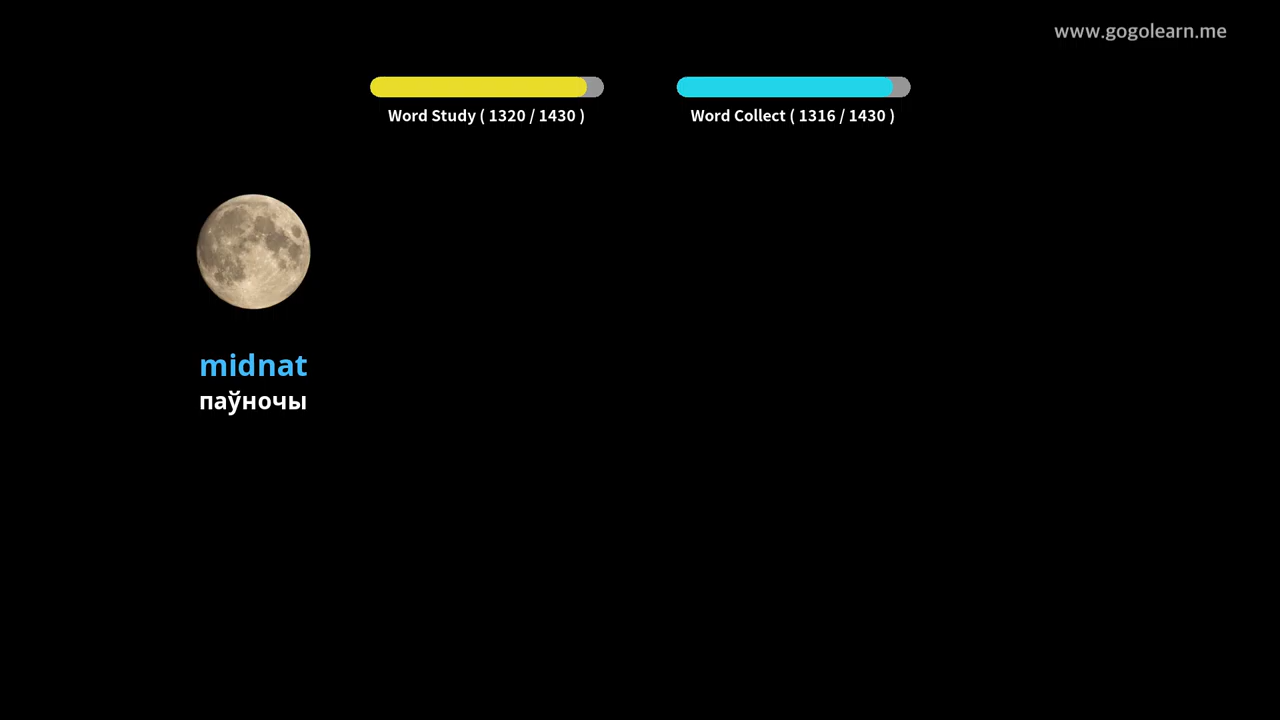 www.gogolearn.me
Word Study ( 1320 / 1430 )
Word Collect ( 1316 / 1430 )
midnat
паўночы